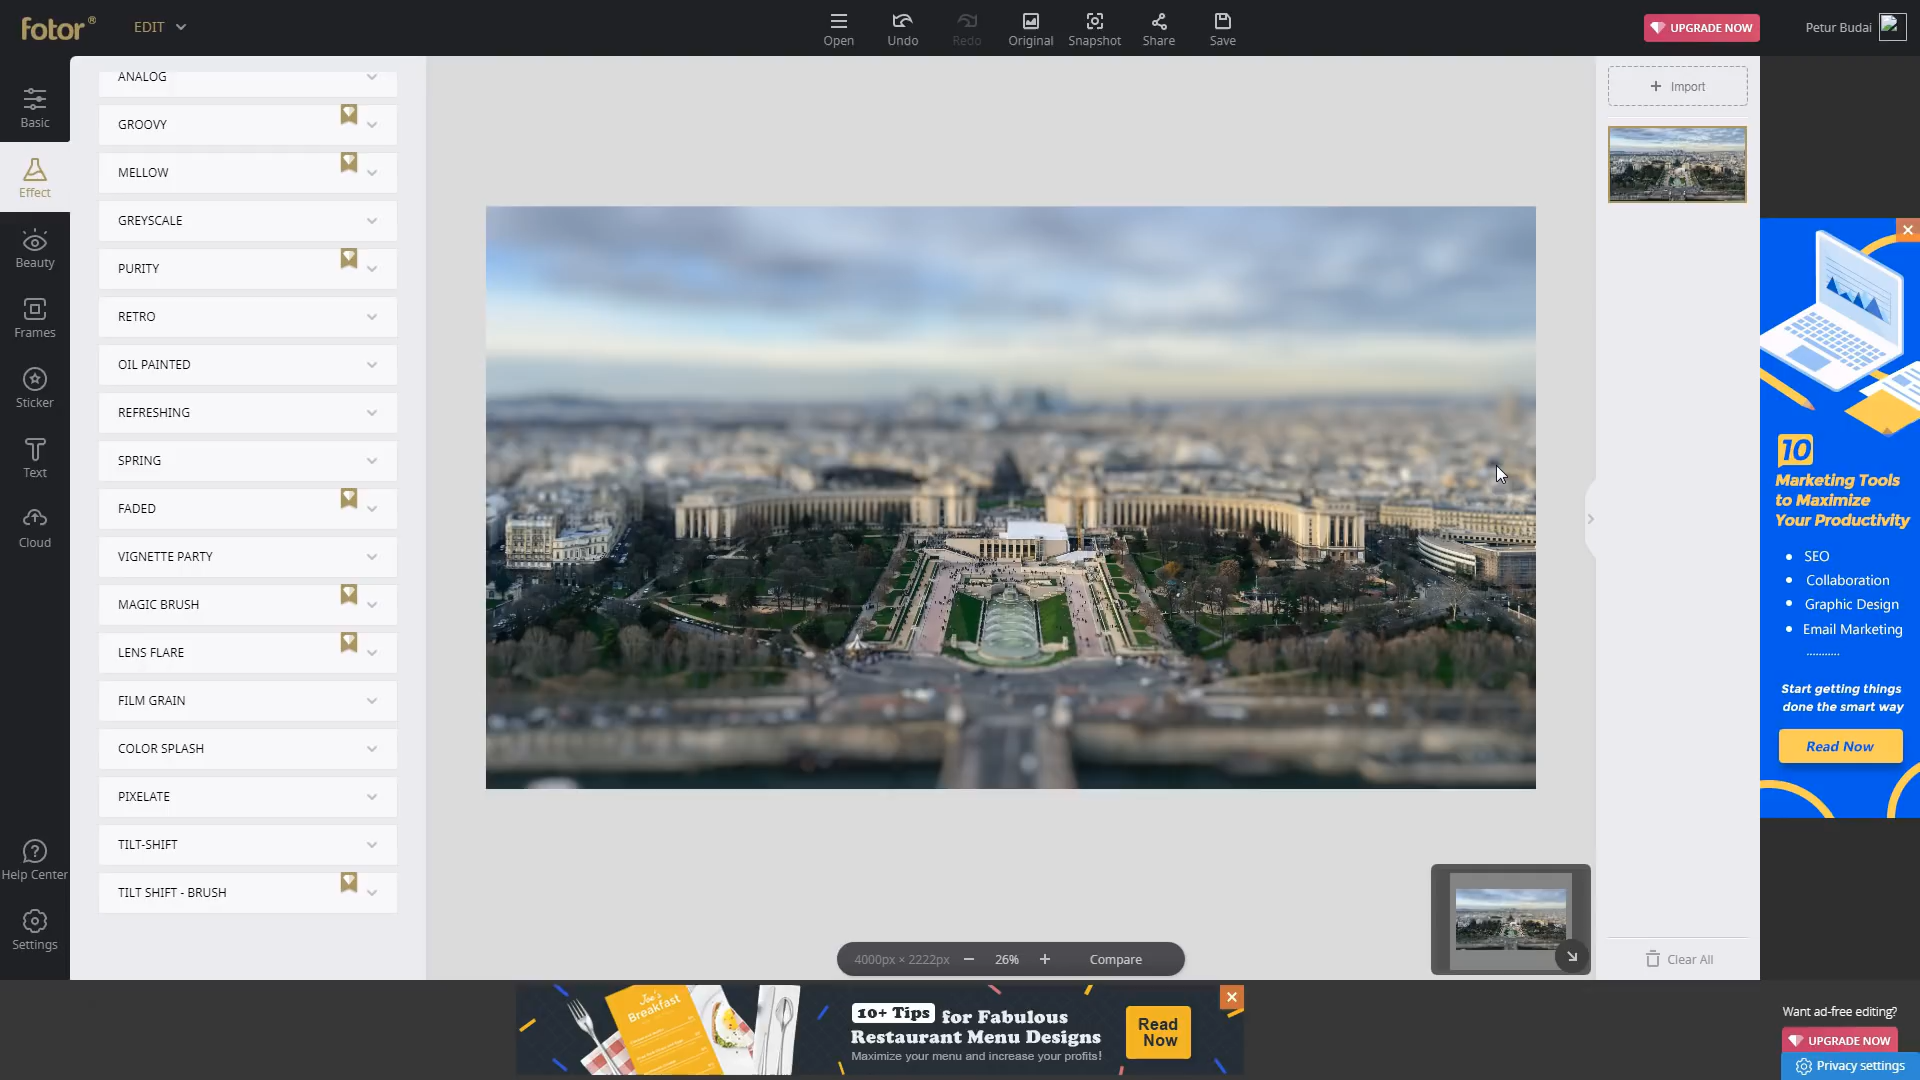 fotor®
EDIT
Open
Undo
Redo
Original
Snapshot
Share
Save
UPGRADE NOW
Petur Budai
Basic
Effect
Beauty
Frames
Sticker
Text
Cloud
Help Center
Settings
ANALOG
GROOVY
MELLOW
GREYSCALE
PURITY
RETRO
OIL PAINTED
REFRESHING
SPRING
FADED
VIGNETTE PARTY
MAGIC BRUSH
LENS FLARE
FILM GRAIN
COLOR SPLASH
PIXELATE
TILT-SHIFT
TILT SHIFT - BRUSH
4000px × 2222px
26%
Compare
Import
Clear All
10
Marketing Tools
to Maximize
Your Productivity
SEO
Collaboration
Graphic Design
Email Marketing
...........
Start getting things
done the smart way
Read Now
Joe's
Breakfast
10+ Tips for Fabulous
Restaurant Menu Designs
Maximize your menu and increase your profits!
Read
Now
Want ad-free editing?
UPGRADE NOW
Privacy settings